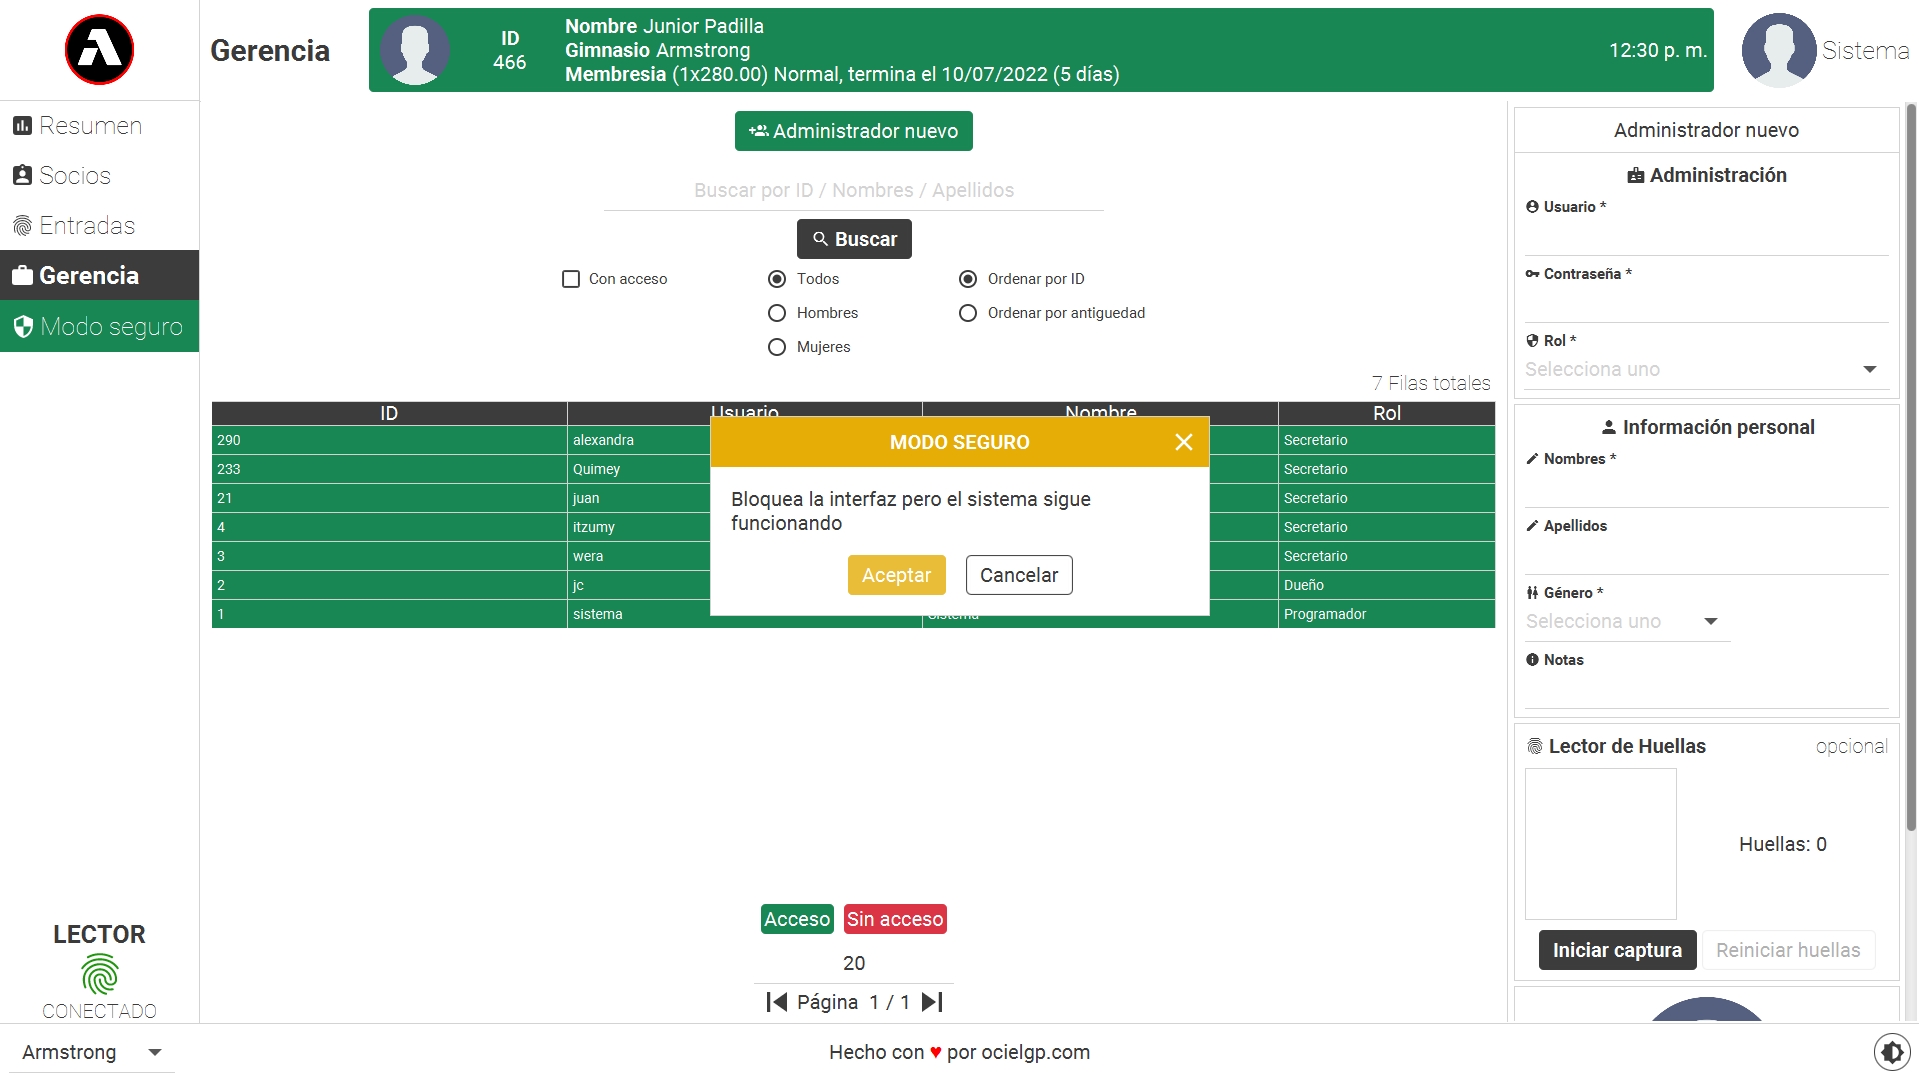 Gerencia
ID
466
Nombre Junior Padilla
Gimnasio Armstrong
Membresia (1x280.00) Normal, termina el 10/07/2022 (5 días)
12:30 p. m.
Sistema
Resumen
Socios
Entradas
Gerencia
Modo seguro
LECTOR
CONECTADO
Administrador nuevo
Buscar por ID / Nombres / Apellidos
Buscar
Con acceso
Todos
Ordenar por ID
Hombres
Ordenar por antiguedad
Mujeres
7 Filas totales
ID Usuario Nombre Rol
290 alexandra Secretario
233 Quimey Secretario
21 juan Secretario
4 itzumy Secretario
3 wera Secretario
2 jc Dueño
1 sistema Sistema Programador
MODO SEGURO
Bloquea la interfaz pero el sistema sigue
funcionando
Aceptar Cancelar
Acceso Sin acceso
20
Página 1 / 1
Administrador nuevo
Administración
Usuario *
Contraseña *
Rol *
Selecciona uno
Información personal
Nombres *
Apellidos
Género *
Selecciona uno
Notas
Lector de Huellas opcional
Huellas: 0
Iniciar captura Reiniciar huellas
Armstrong
Hecho con ♥ por ocielgp.com